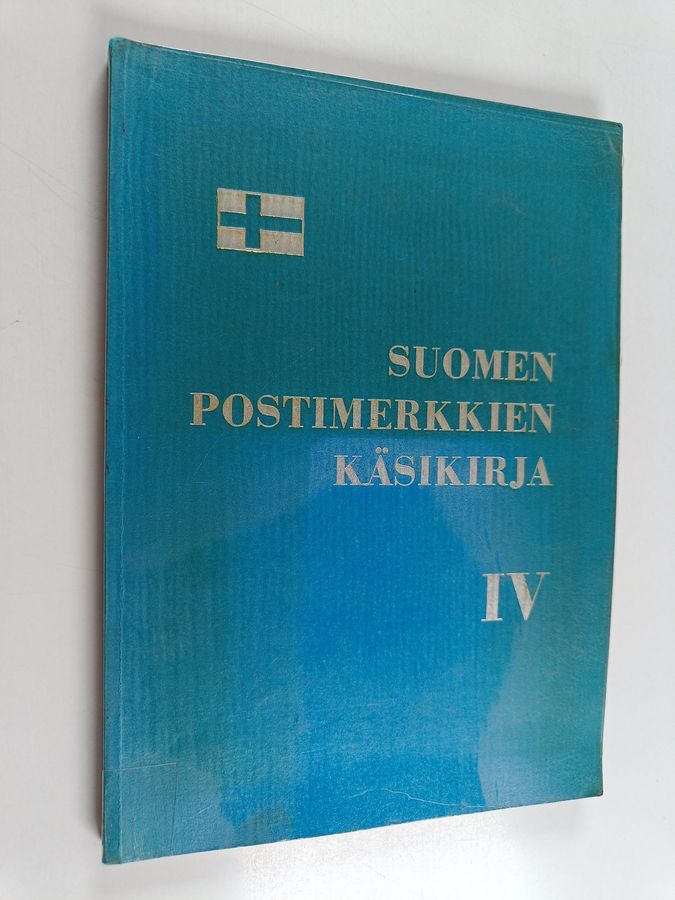 SUOMEN
POSTIMERKKIEN
KÄSIKIRJA
IV